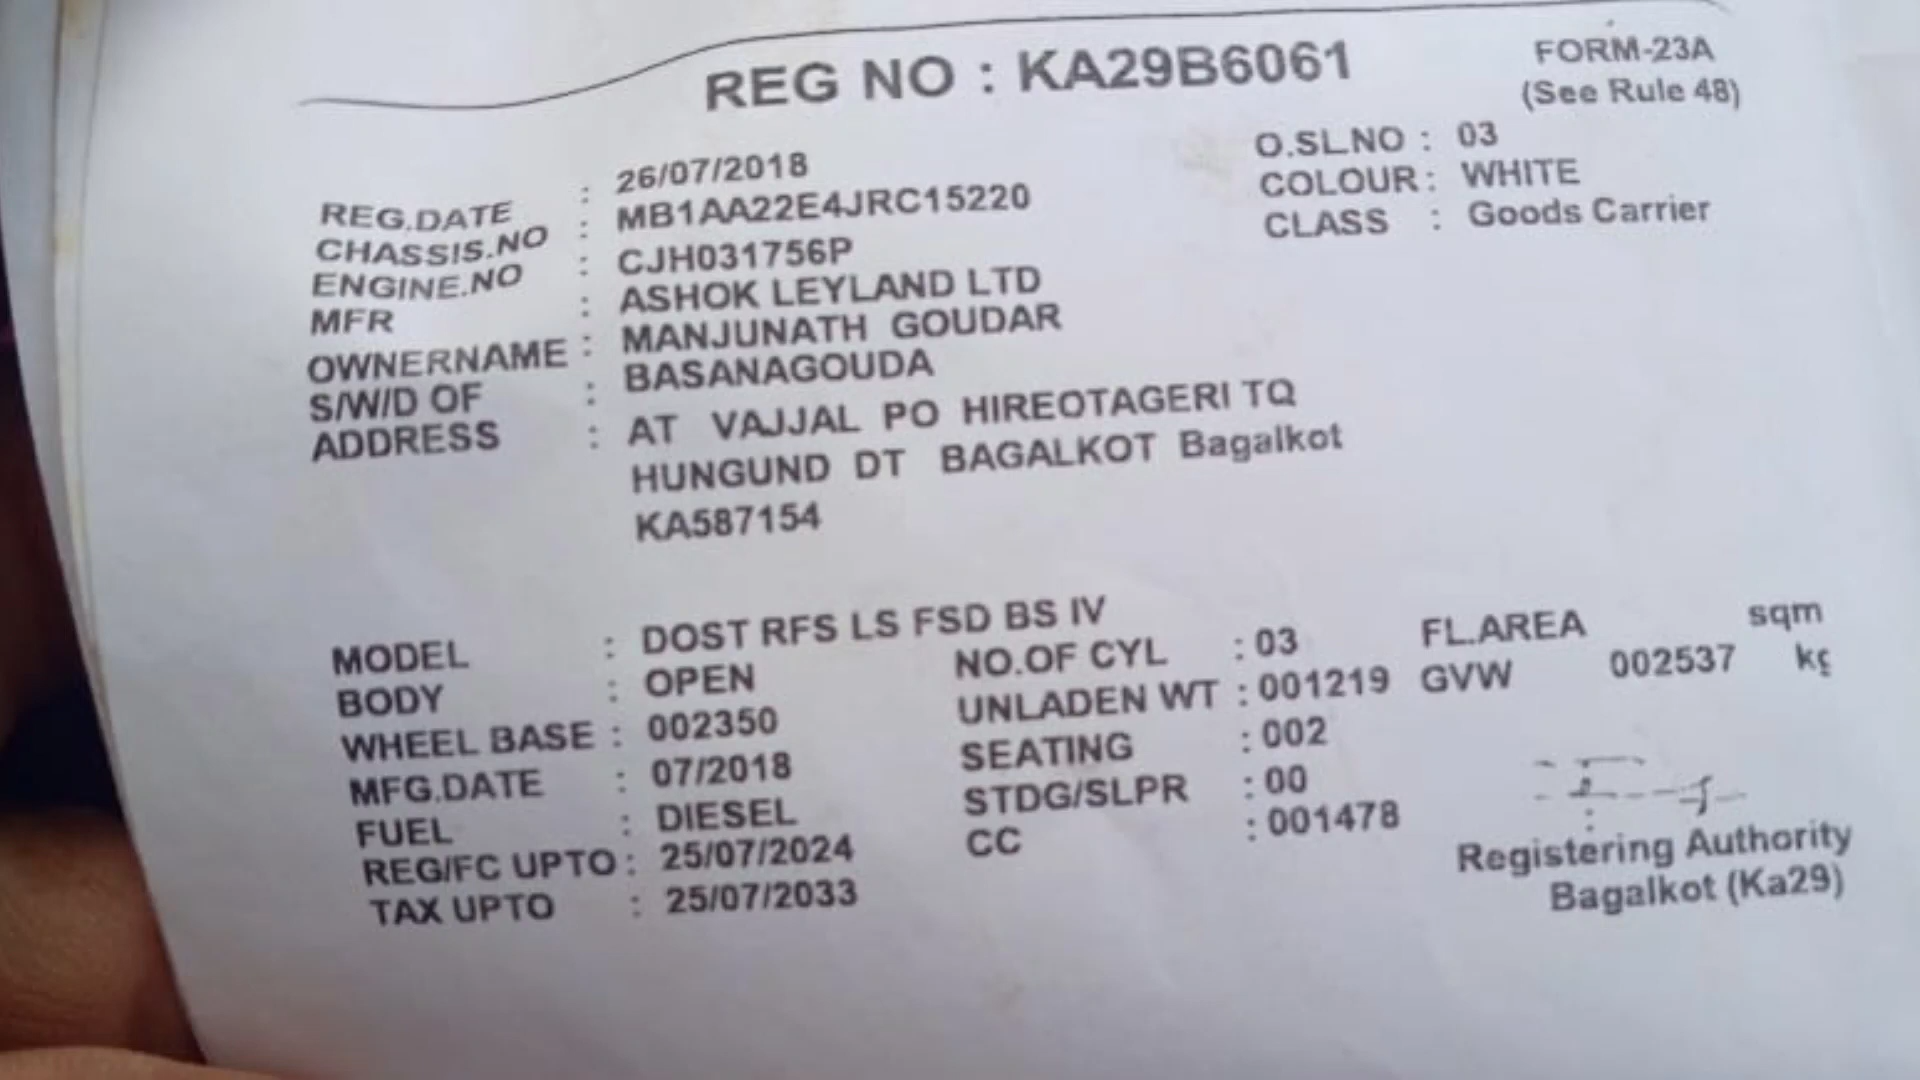 REG NO : KA29B6061
FORM-23A
(See Rule 48)
REG.DATE : 26/07/2018
O.SL.NO : 03
CHASSIS.NO : MB1AA22E4JRC15220
COLOUR : WHITE
ENGINE.NO : CJH031756P
CLASS : Goods Carrier
MFR : ASHOK LEYLAND LTD
OWNERNAME : MANJUNATH GOUDAR
S/W/D OF : BASANAGOUDA
ADDRESS : AT VAJJAL PO HIREOTAGERI TQ
HUNGUND DT BAGALKOT Bagalkot
KA587154
MODEL : DOST RFS LS FSD BS IV
BODY : OPEN NO.OF CYL : 03 FL.AREA sqm
WHEEL BASE : 002350 UNLADEN WT : 001219 GVW 002537 kg
MFG.DATE : 07/2018 SEATING : 002
FUEL : DIESEL STDG/SLPR : 00
REG/FC UPTO : 25/07/2024 CC : 001478
TAX UPTO : 25/07/2033
Registering Authority
Bagalkot (Ka29)